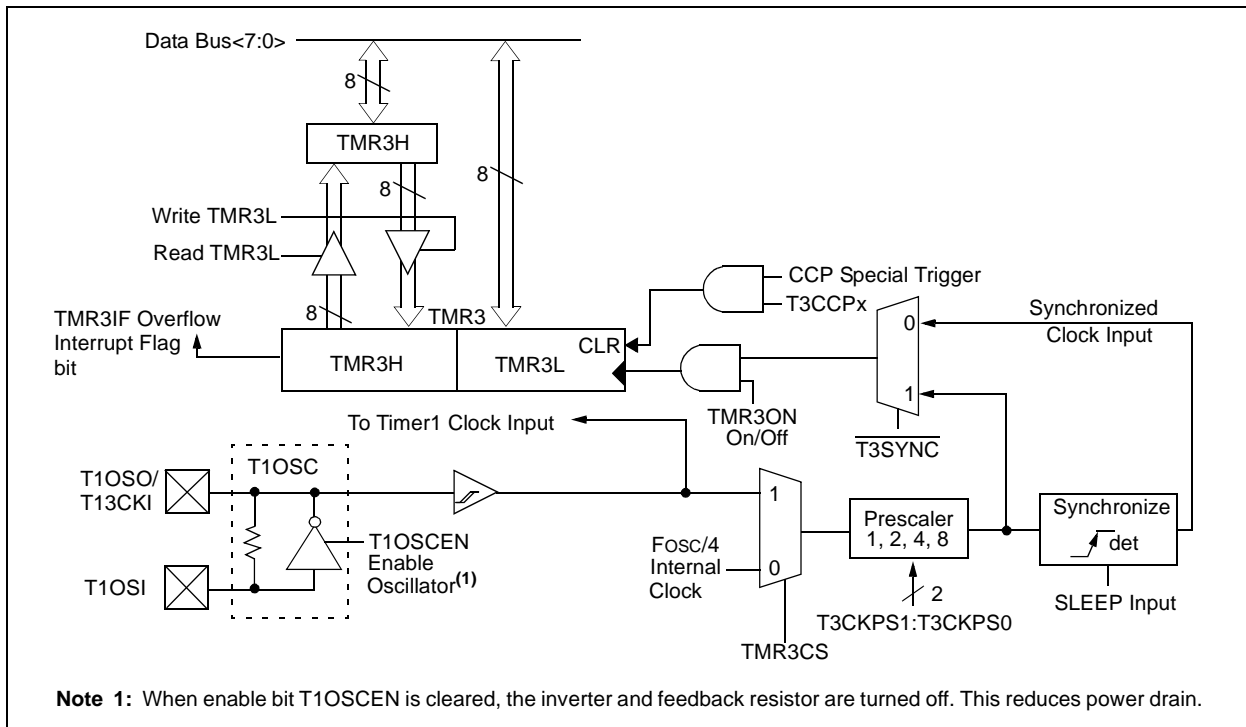 Data Bus<7:0>
8
TMR3H
8
8
Write TMR3L
Read TMR3L
8
CCP Special Trigger
T3CCPx
TMR3IF Overflow
Interrupt Flag
bit
TMR3
CLR
TMR3H
TMR3L
0
1
Synchronized
Clock Input
TMR3ON
On/Off
T3SYNC
To Timer1 Clock Input
T1OSO/
T13CKI
T1OSC
T1OSI
T1OSCEN
Enable
Oscillator(1)
FOSC/4
Internal
Clock
1
0
TMR3CS
Prescaler
1, 2, 4, 8
2
T3CKPS1:T3CKPS0
Synchronize
det
SLEEP Input
Note 1: When enable bit T1OSCEN is cleared, the inverter and feedback resistor are turned off. This reduces power drain.